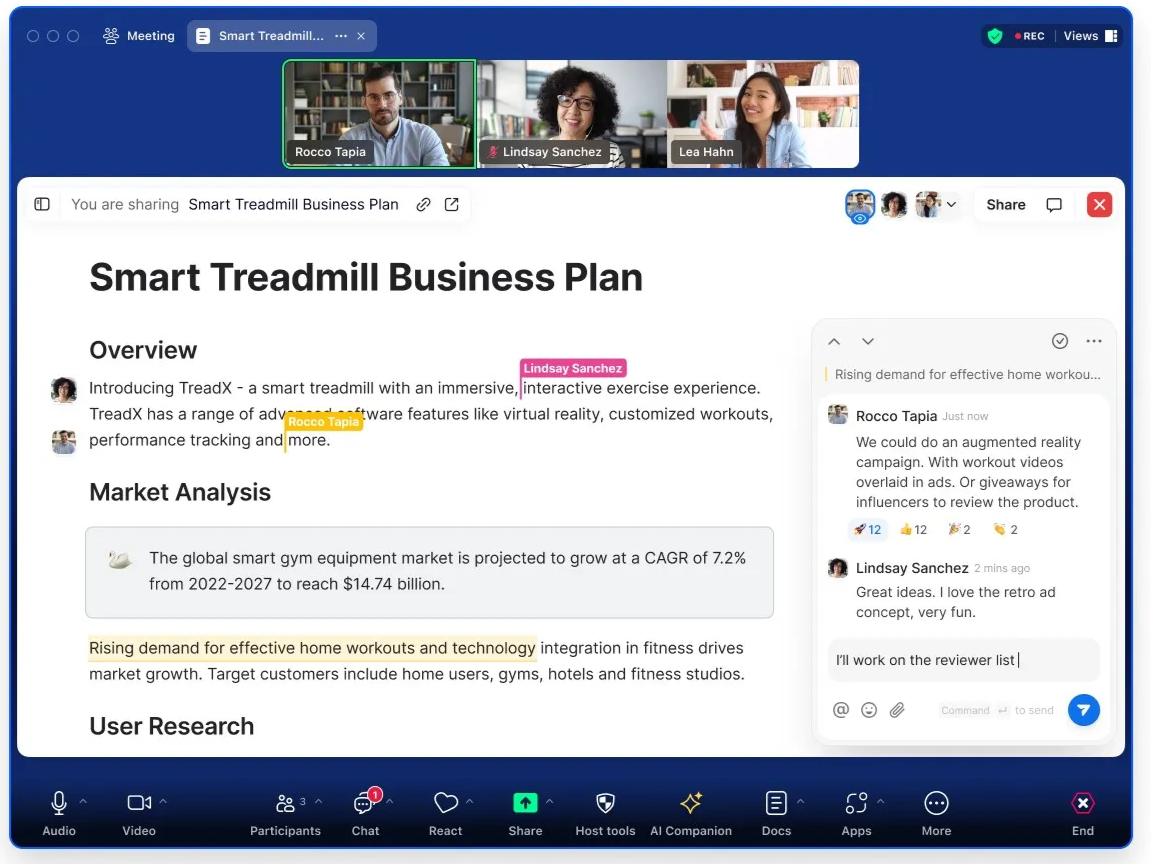 Meeting
Smart Treadmill... ··· ×
REC
Views
Rocco Tapia
Lindsay Sanchez
Lea Hahn
You are sharing Smart Treadmill Business Plan
Share
Smart Treadmill Business Plan
Overview
Lindsay Sanchez
Introducing TreadX - a smart treadmill with an immersive, interactive exercise experience.
TreadX has a range of advanced software features like virtual reality, customized workouts,
Rocco Tapia
performance tracking and more.
Market Analysis
The global smart gym equipment market is projected to grow at a CAGR of 7.2%
from 2022-2027 to reach $14.74 billion.
Rising demand for effective home workouts and technology integration in fitness drives
market growth. Target customers include home users, gyms, hotels and fitness studios.
User Research
Rising demand for effective home workou...
Rocco Tapia Just now
We could do an augmented reality
campaign. With workout videos
overlaid in ads. Or giveaways for
influencers to review the product.
🚀 12 👍 12 🎉 2 👏 2
Lindsay Sanchez 2 mins ago
Great ideas. I love the retro ad
concept, very fun.
I'll work on the reviewer list
@ Command ↵ to send
Audio
Video
3
Participants
1
Chat
React
Share
Host tools
AI Companion
Docs
Apps
More
End